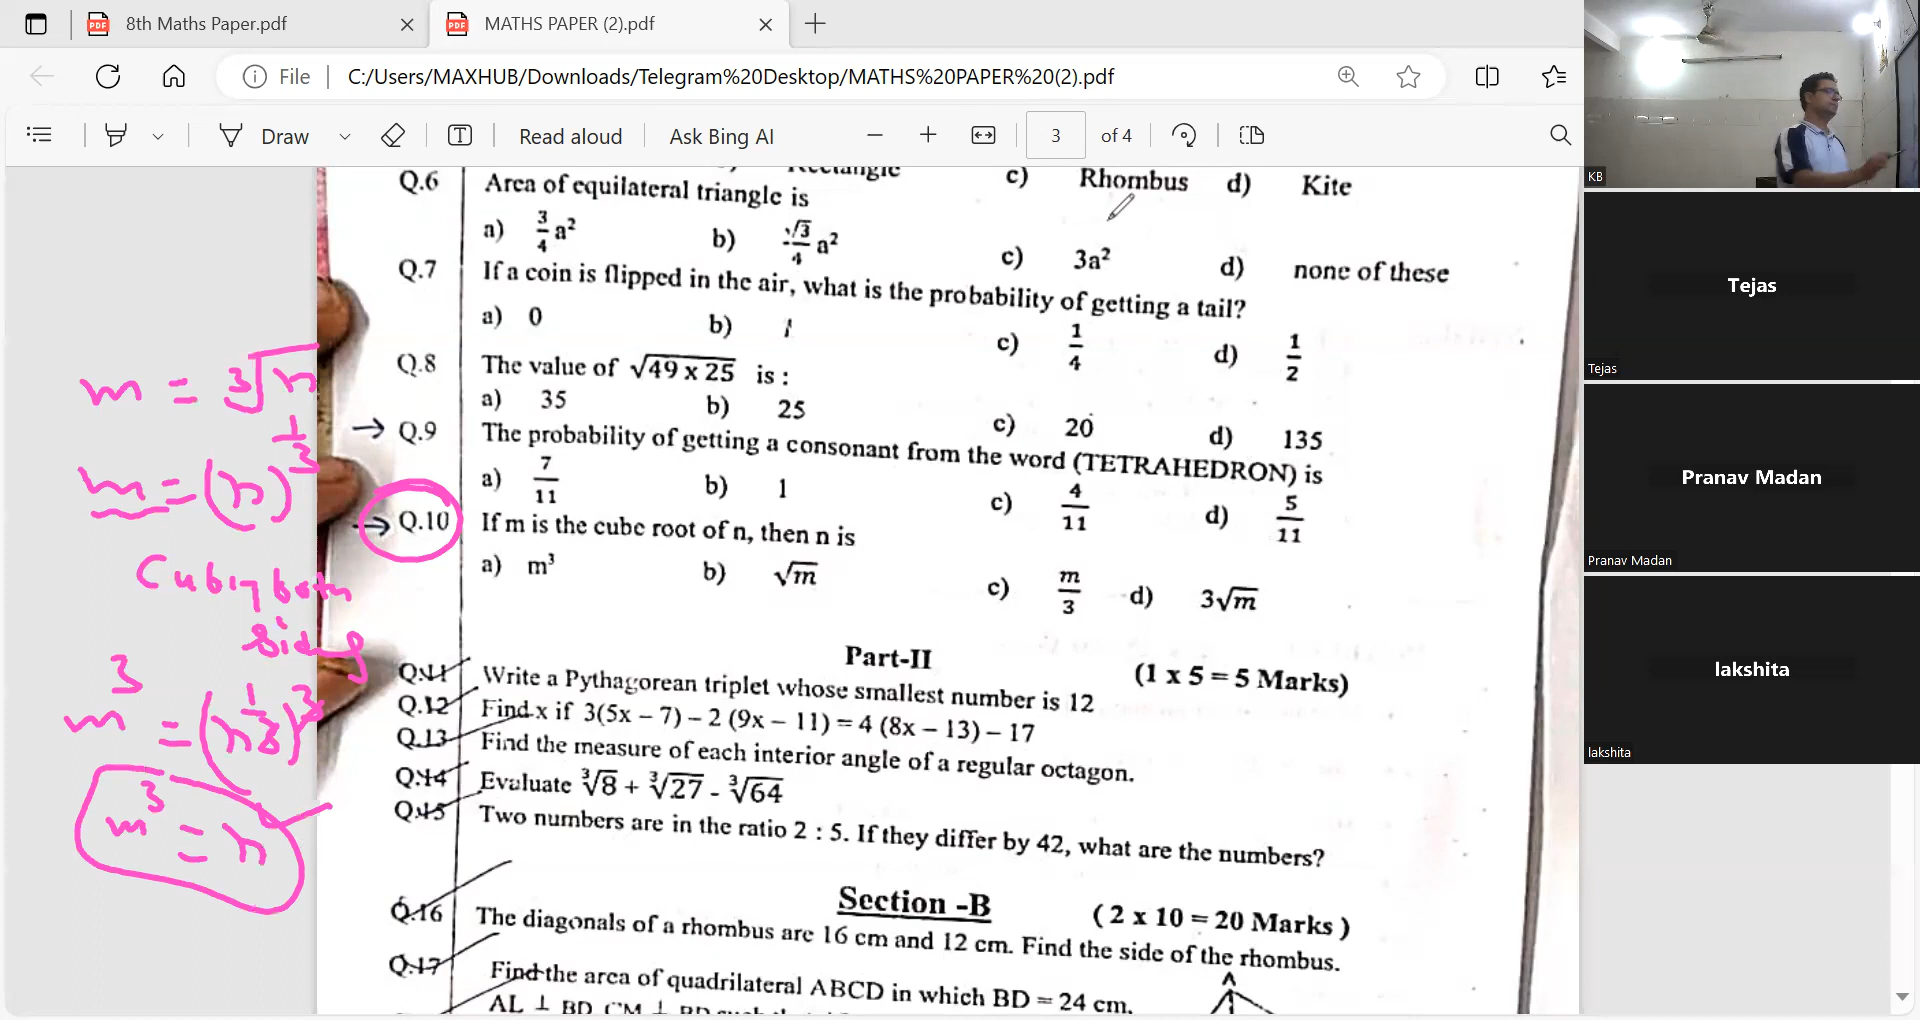 8th Maths Paper.pdf
MATHS PAPER (2).pdf
File
C:/Users/MAXHUB/Downloads/Telegram%20Desktop/MATHS%20PAPER%20(2).pdf
Draw
Read aloud
Ask Bing AI
3 of 4
Rectangle c) Rhombus d) Kite
Q.6 Area of equilateral triangle is
a) 3/4 a² b) √3/4 a² c) 3a² d) none of these
Q.7 If a coin is flipped in the air, what is the probability of getting a tail?
a) 0 b) 1 c) 1/4 d) 1/2
Q.8 The value of √49 x 25 is :
a) 35 b) 25 c) 20 d) 135
→ Q.9 The probability of getting a consonant from the word (TETRAHEDRON) is
a) 7/11 b) 1 c) 4/11 d) 5/11
→ Q.10 If m is the cube root of n, then n is
a) m³ b) √m c) m/3 d) 3√m
Part-II
(1 x 5 = 5 Marks)
Q.11 Write a Pythagorean triplet whose smallest number is 12
Q.12 Find x if 3(5x – 7) – 2 (9x – 11) = 4 (8x – 13) – 17
Q.13 Find the measure of each interior angle of a regular octagon.
Q.14 Evaluate ³√8 + ³√27 - ³√64
Q.15 Two numbers are in the ratio 2 : 5. If they differ by 42, what are the numbers?
Section -B
( 2 x 10 = 20 Marks )
Q.16 The diagonals of a rhombus are 16 cm and 12 cm. Find the side of the rhombus.
Q.17 Find the area of quadrilateral ABCD in which BD = 24 cm,
AL ⊥ BD, CM ⊥ BD
A
m = 3√n
m = (n)^1/3
Cubing both
sides
m³ = (n^1/3)³
m³ = n
KB
Tejas
Tejas
Pranav Madan
Pranav Madan
lakshita
lakshita